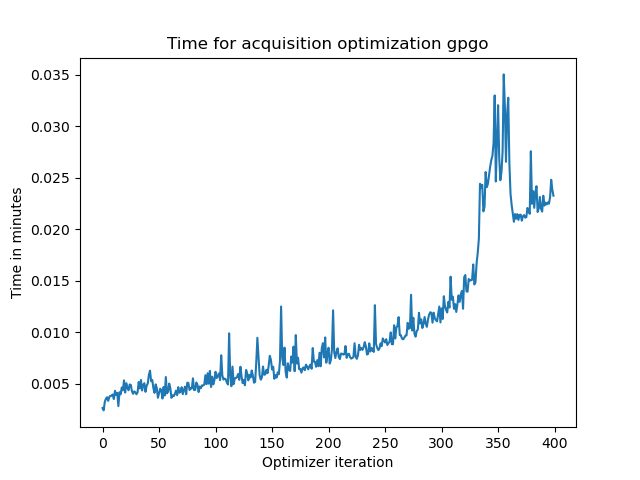 Time for acquisition optimization gpgo
0.035
0.030
0.025
0.020
0.015
0.010
0.005
Time in minutes
0 50 100 150 200 250 300 350 400
Optimizer iteration